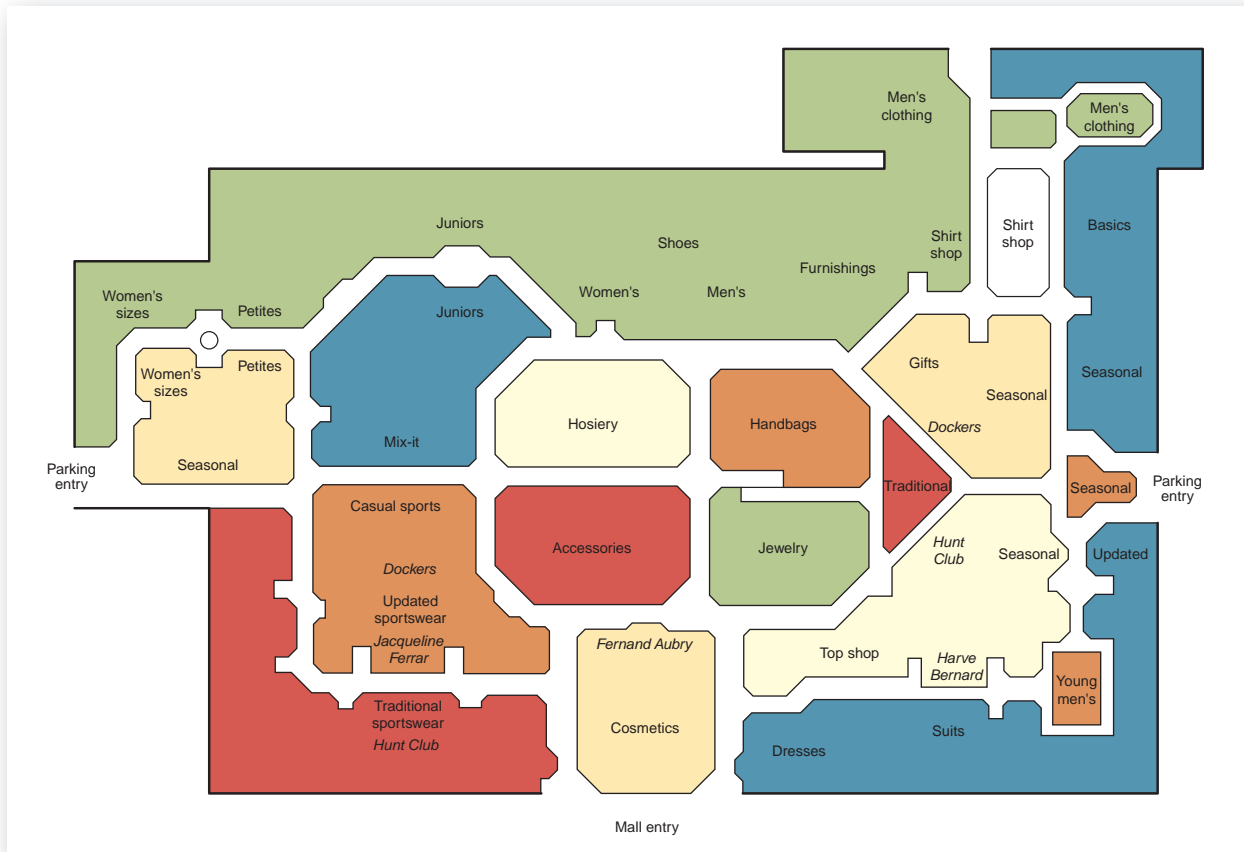 Men's
clothing
Men's
clothing
Juniors
Shoes
Furnishings
Shirt
shop
Shirt
shop
Basics
Women's
sizes
Petites
Women's
Men's
Juniors
Women's
sizes
Petites
Gifts
Seasonal
Dockers
Seasonal
Mix-it
Hosiery
Handbags
Seasonal
Parking
entry
Traditional
Seasonal
Parking
entry
Casual sports
Dockers
Updated
sportswear
Jacqueline
Ferrar
Accessories
Jewelry
Hunt
Club
Seasonal
Updated
Fernand Aubry
Top shop
Harve
Bernard
Young
men's
Traditional
sportswear
Hunt Club
Cosmetics
Dresses
Suits
Mall entry